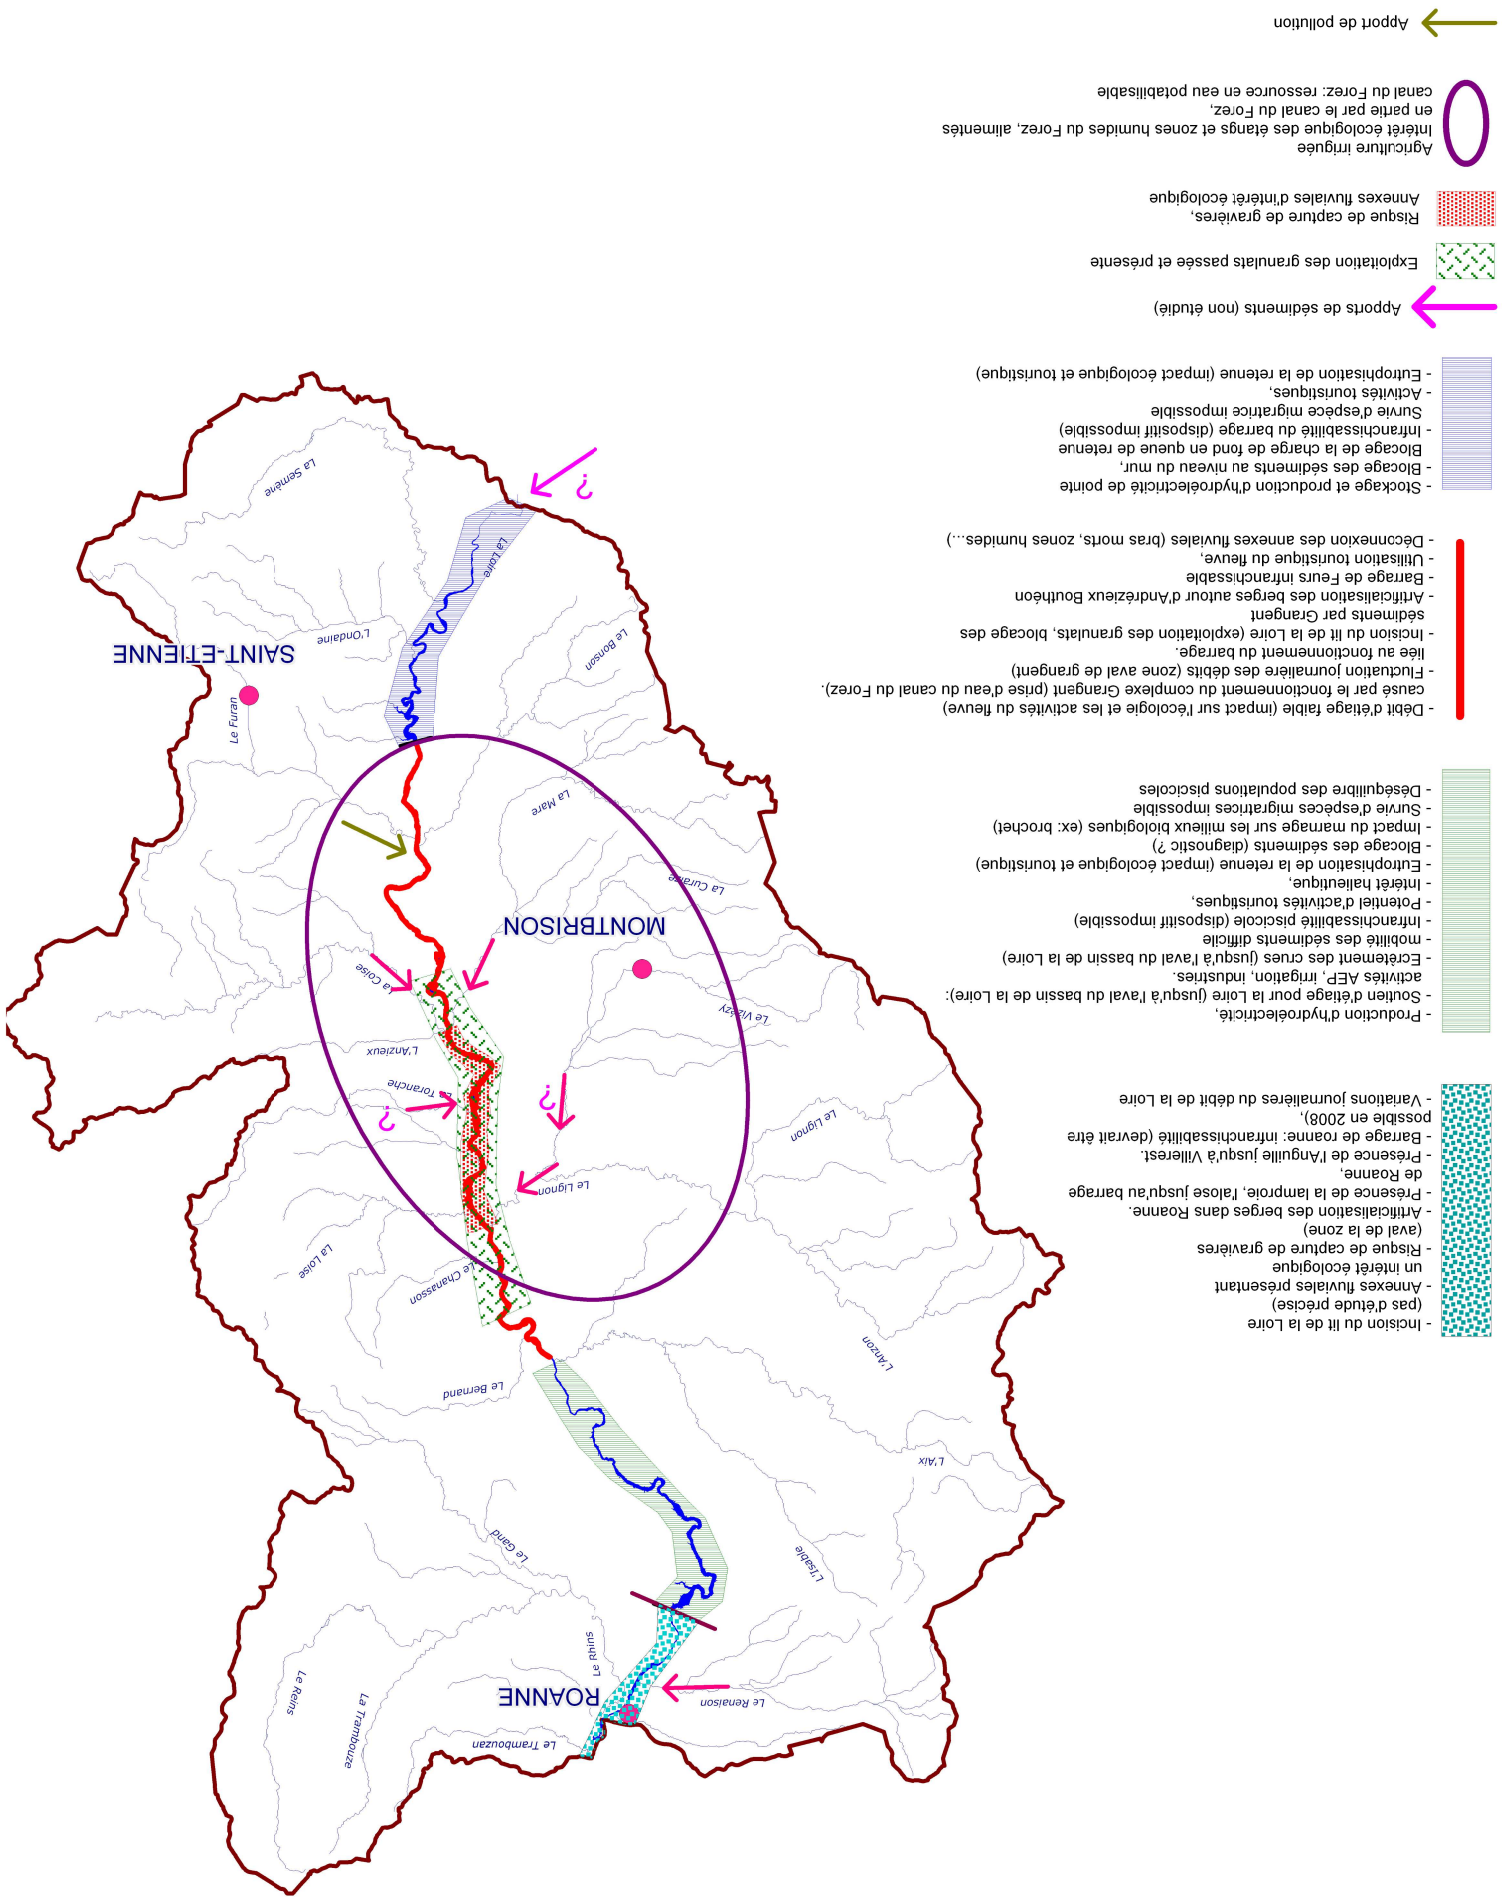 - Incision du lit de la Loire
(pas d'étude précise)
- Annexes fluviales présentant
un intérêt écologique
- Risque de capture de gravières
(aval de la zone)
- Artificialisation des berges dans Roanne.
- Présence de la lamproie, l'alose jusqu'au barrage
de Roanne,
- Présence de l'Anguille jusqu'à Villerest.
- Barrage de roanne: infranchissabilité (devrait être
possible en 2008),
- Variations journalières du débit de la Loire
- Production d'hydroélectricité,
- Soutien d'étiage pour la Loire (jusqu'à l'aval du bassin de la Loire):
activités AEP, irrigation, industries.
- Ecrêtement des crues (jusqu'à l'aval du bassin de la Loire)
- mobilité des sédiments difficile
- Infranchissabilité piscicole (dispositif impossible)
- Potentiel d'activités touristiques,
- Intérêt halieutique,
- Eutrophisation de la retenue (impact écologique et touristique)
- Blocage des sédiments (diagnostic ?)
- Impact du marnage sur les milieux biologiques (ex: brochet)
- Survie d'espèces migratrices impossible
- Déséquilibre des populations piscicoles
- Débit d'étiage faible (impact sur l'écologie et les activités du fleuve)
causé par le fonctionnement du complexe Grangent (prise d'eau du canal du Forez).
- Fluctuation journalière des débits (zone aval de grangent)
liée au fonctionnement du barrage.
- Incision du lit de la Loire (exploitation des granulats, blocage des
sédiments par Grangent
- Artificialisation des berges autour d'Andrézieux Bouthéon
- Barrage de Feurs infranchissable
- Utilisation touristique du fleuve,
- Déconnexion des annexes fluviales (bras morts, zones humides...)
- Stockage et production d'hydroélectricité de pointe
- Blocage des sédiments au niveau du mur,
Blocage de la charge de fond en queue de retenue
- Infranchissabilité du barrage (dispositif impossible)
Survie d'espèce migratrice impossible
- Activités touristiques,
- Eutrophisation de la retenue (impact écologique et touristique)
Apports de sédiments (non étudié)
Exploitation des granulats passée et présente
Risque de capture de gravières,
Annexes fluviales d'intérêt écologique
Agriculture irriguée
Intérêt écologique des étangs et zones humides du Forez, alimentés
en partie par le canal du Forez,
canal du Forez: ressource en eau potabilisable
Apport de pollution
Le Trambouzan
La Trambouze
Le Renaison
ROANNE
Le Reins
Le Rhins
L'Isable
Le Gand
L'Aix
Le Bernand
L'Anzon
Le Chanasson
La Loise
Le Lignon
Le Lignon
?
?
La Toranche
L'Anzieux
Le Vizézy
La Coise
MONTBRISON
La Curaize
La Mare
Le Furan
SAINT-ETIENNE
Le Bonson
L'Ondaine
La Loire
?
La Semène